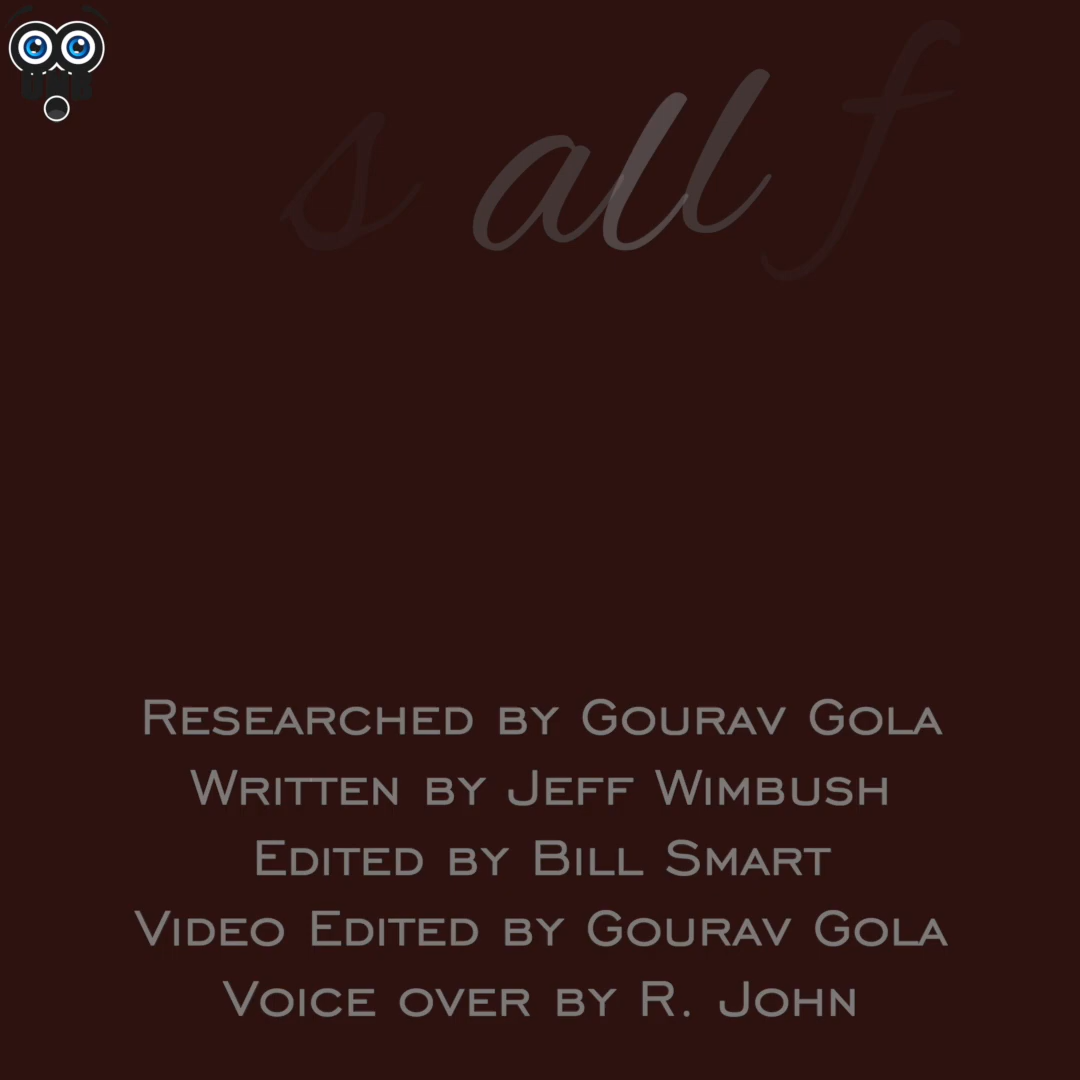 s all f
Researched by Gourav Gola
Written by Jeff Wimbush
Edited by Bill Smart
Video Edited by Gourav Gola
Voice over by R. John